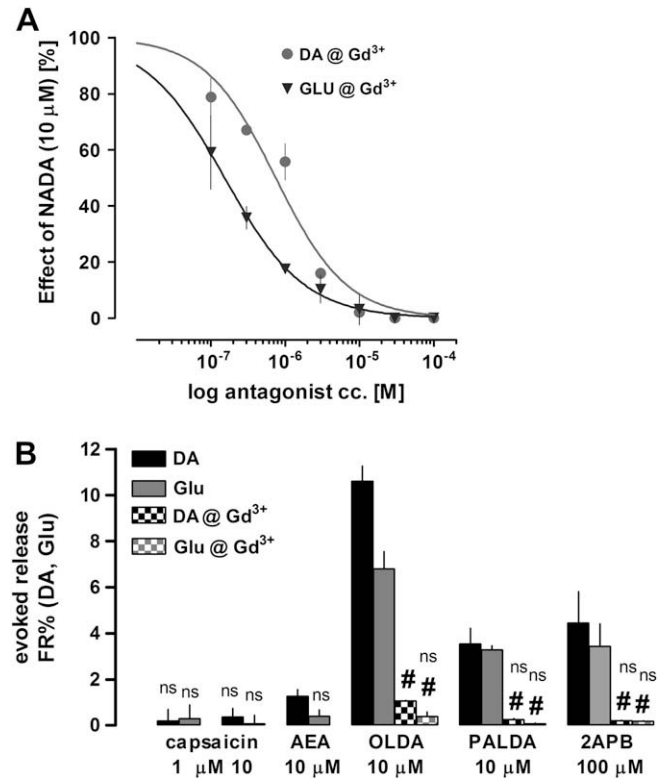 A
Effect of NADA (10 μM) [%]
100
80
60
40
20
0
DA @ Gd³⁺
GLU @ Gd³⁺
10⁻⁷ 10⁻⁶ 10⁻⁵ 10⁻⁴
log antagonist cc. [M]
B
evoked release
FR% (DA, Glu)
12
10
8
6
4
2
0
DA
Glu
DA @ Gd³⁺
Glu @ Gd³⁺
ns ns ns ns ns # # ns # # ns ns # # ns ns
capsaicin AEA OLDA PALDA 2APB
1 μM 10 10 μM 10 μM 10 μM 100 μM